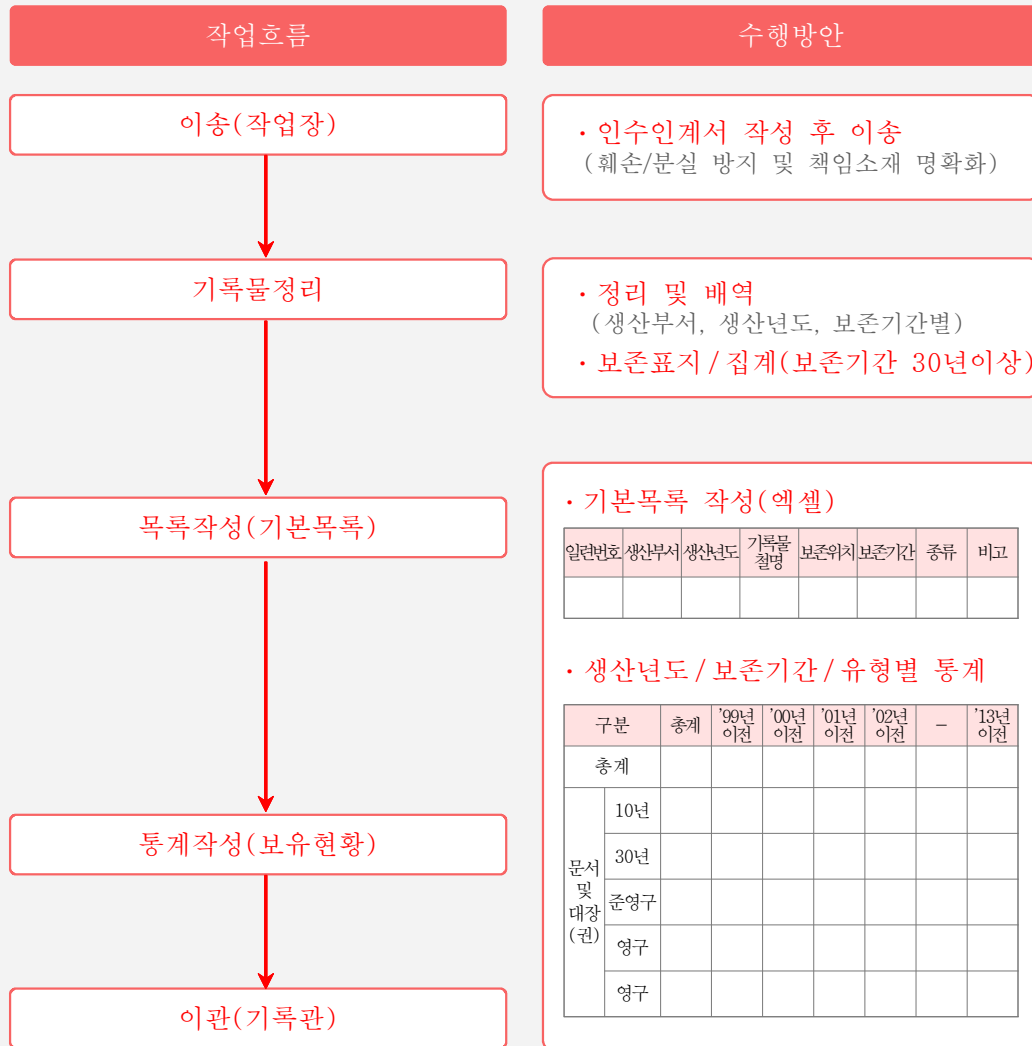 작업흐름
수행방안
이송(작업장)
· 인수인계서 작성 후 이송
(훼손/분실 방지 및 책임소재 명확화)
기록물정리
· 정리 및 배역
(생산부서, 생산년도, 보존기간별)
· 보존표지/집계(보존기간 30년이상)
목록작성(기본목록)
· 기본목록 작성(엑셀)
일련번호 생산부서 생산년도 기록물철명 보존위치 보존기간 종류 비고
· 생산년도/보존기간/유형별 통계
구분 총계 '99년 이전 '00년 이전 '01년 이전 '02년 이전 – '13년 이전
총계
문서 및 대장 (권)
10년
30년
준영구
영구
영구
통계작성(보유현황)
이관(기록관)